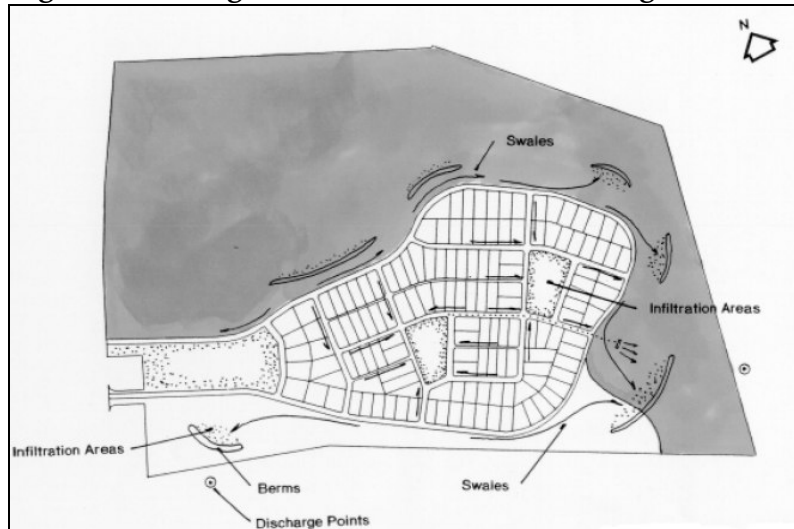 N
Swales
Infiltration Areas
Infiltration Areas
Berms
Swales
Discharge Points